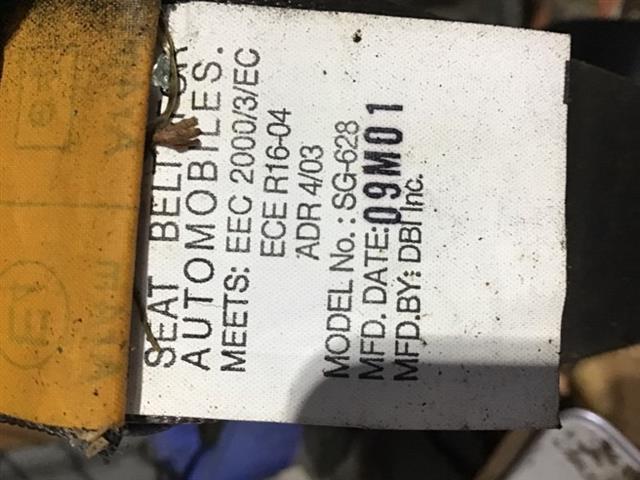 SEAT BELT FOR
AUTOMOBILES.
MEETS: EEC 2000/3/EC
ECE R16-04
ADR 4/03
MODEL No. : SG-628
MFD. DATE: 09M01
MFD.BY: DBI Inc.